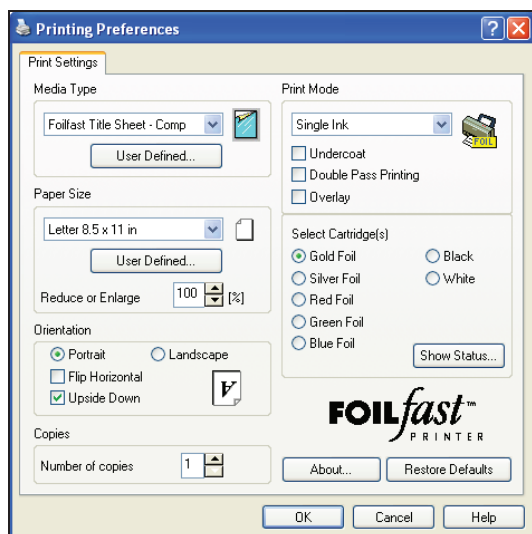 Printing Preferences
Print Settings
Media Type
Foilfast Title Sheet - Comp
User Defined...
Paper Size
Letter 8.5 x 11 in
User Defined...
Reduce or Enlarge 100 [%]
Orientation
Portrait Landscape
Flip Horizontal
Upside Down
A
Copies
Number of copies 1
Print Mode
Single Ink
FOIL
Undercoat
Double Pass Printing
Overlay
Select Cartridge(s)
Gold Foil Black
Silver Foil White
Red Foil
Green Foil
Blue Foil
Show Status...
FOILfast™
PRINTER
About... Restore Defaults
OK Cancel Help